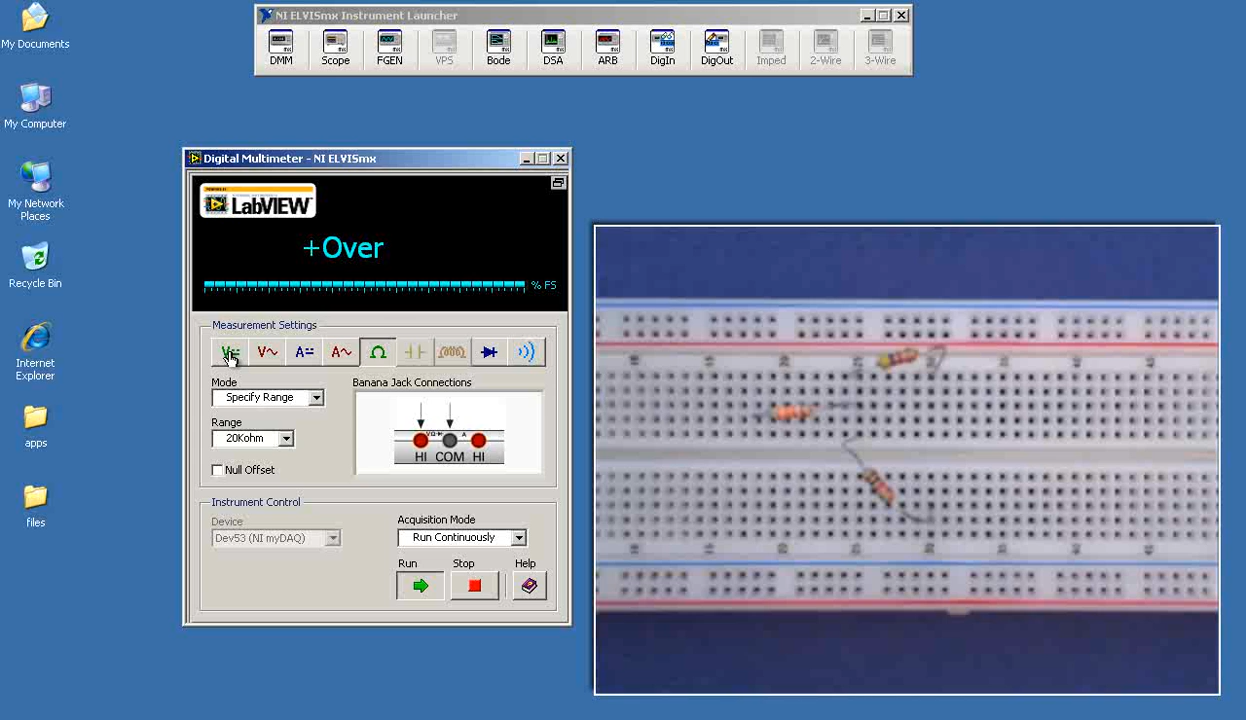 My Documents
My Computer
My Network
Places
Recycle Bin
Internet
Explorer
apps
files
NI ELVISmx Instrument Launcher
DMM Scope FGEN VPS Bode DSA ARB DigIn DigOut Imped 2-Wire 3-Wire
Digital Multimeter - NI ELVISmx
LabVIEW
+Over
% FS
Measurement Settings
V= V~ A= A~ Ω
Mode
Specify Range
Range
20Kohm
Null Offset
Banana Jack Connections
HI COM HI
Instrument Control
Device
Dev53 (NI myDAQ)
Acquisition Mode
Run Continuously
Run Stop Help